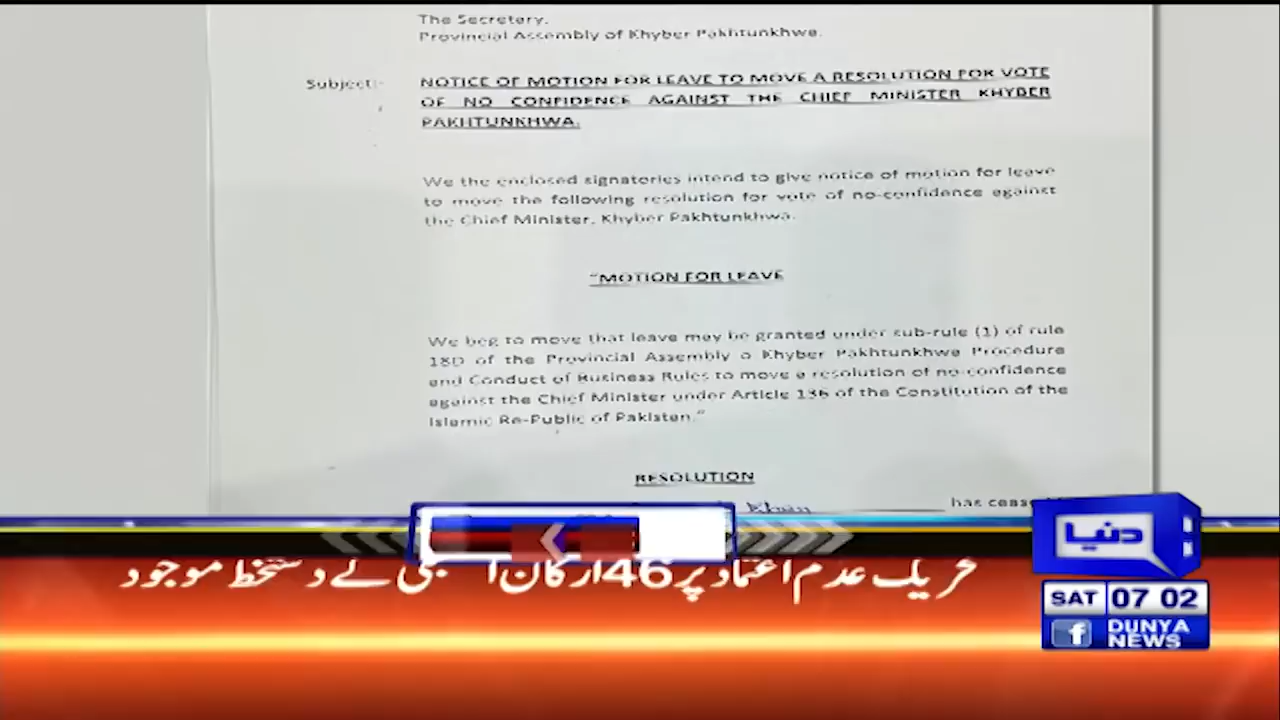 The Secretary,
Provincial Assembly of Khyber Pakhtunkhwa.
Subject:-
NOTICE OF MOTION FOR LEAVE TO MOVE A RESOLUTION FOR VOTE
OF NO CONFIDENCE AGAINST THE CHIEF MINISTER KHYBER
PAKHTUNKHWA.
We the enclosed signatories intend to give notice of motion for leave
to move the following resolution for vote of no-confidence against
the Chief Minister, Khyber Pakhtunkhwa.
"MOTION FOR LEAVE
We beg to move that leave may be granted under sub-rule (1) of rule
18D of the Provincial Assembly o Khyber Pakhtunkhwa Procedure
and Conduct of Business Rules to move a resolution of no-confidence
against the Chief Minister under Article 136 of the Constitution of the
Islamic Re-Public of Pakistan."
RESOLUTION
Khan has
دنیا
تحریک عدم اعتماد پر 46 ارکان اسمبلی کے دستخط موجود
SAT 07 02
DUNYA
NEWS